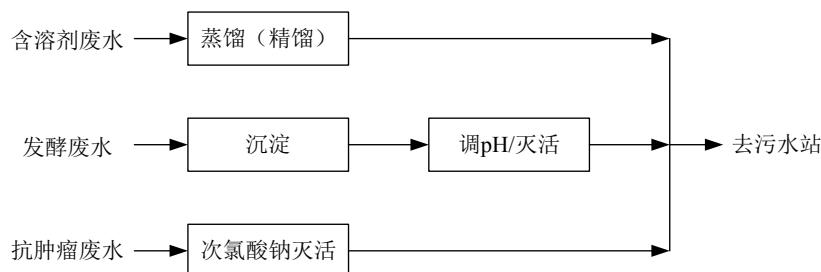 含溶剂废水
蒸馏（精馏）
发酵废水
沉淀
调pH/灭活
去污水站
抗肿瘤废水
次氯酸钠灭活